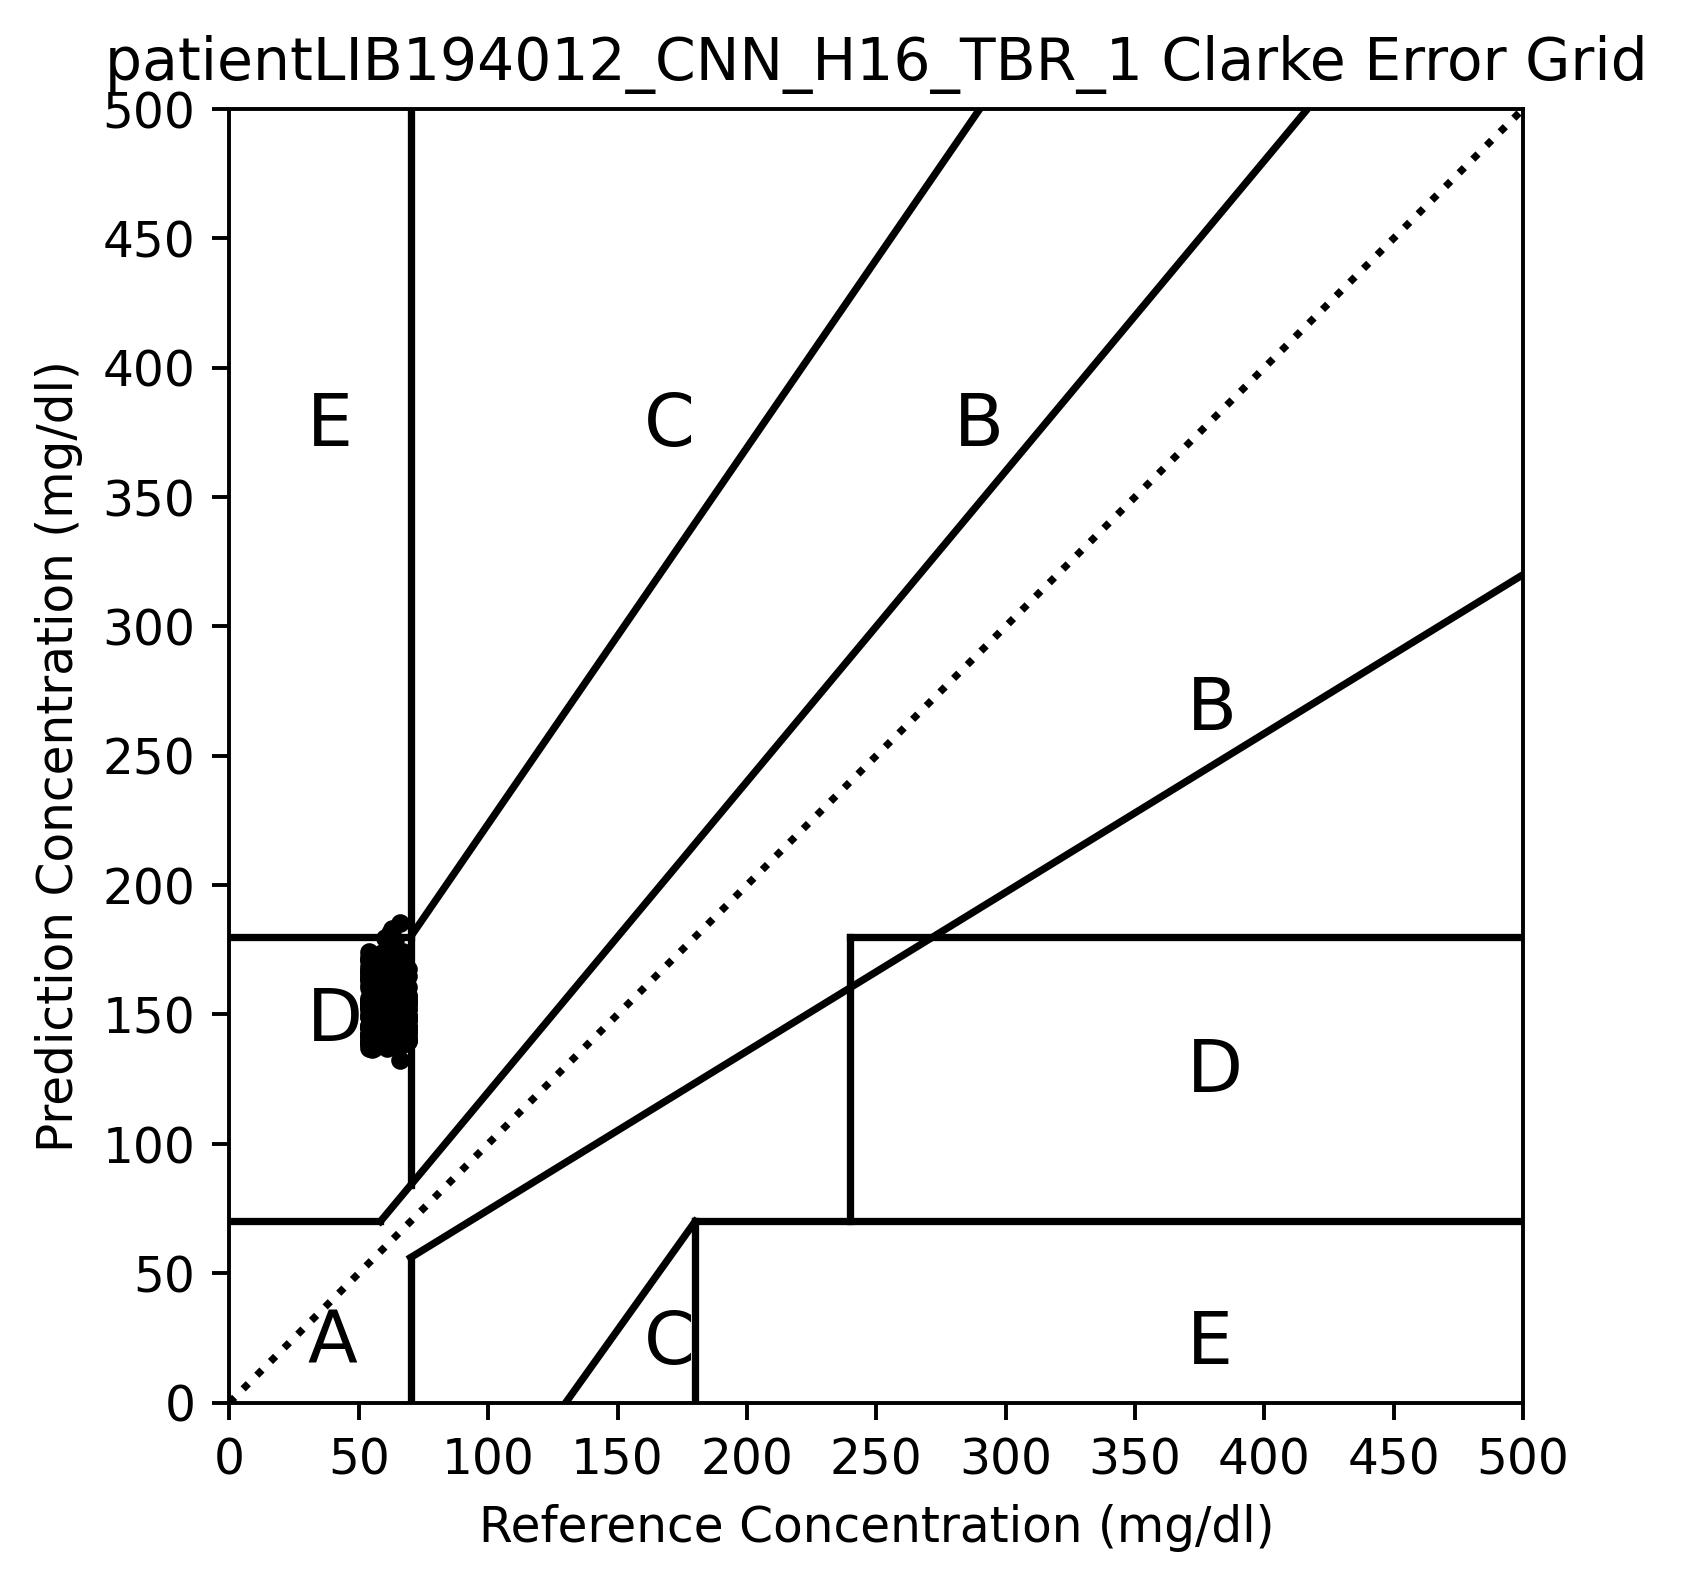 patientLIB194012_CNN_H16_TBR_1 Clarke Error Grid
500
450
400
350
300
250
200
150
100
50
0
Prediction Concentration (mg/dl)
E
C
B
B
D
D
A
C
E
0 50 100 150 200 250 300 350 400 450 500
Reference Concentration (mg/dl)